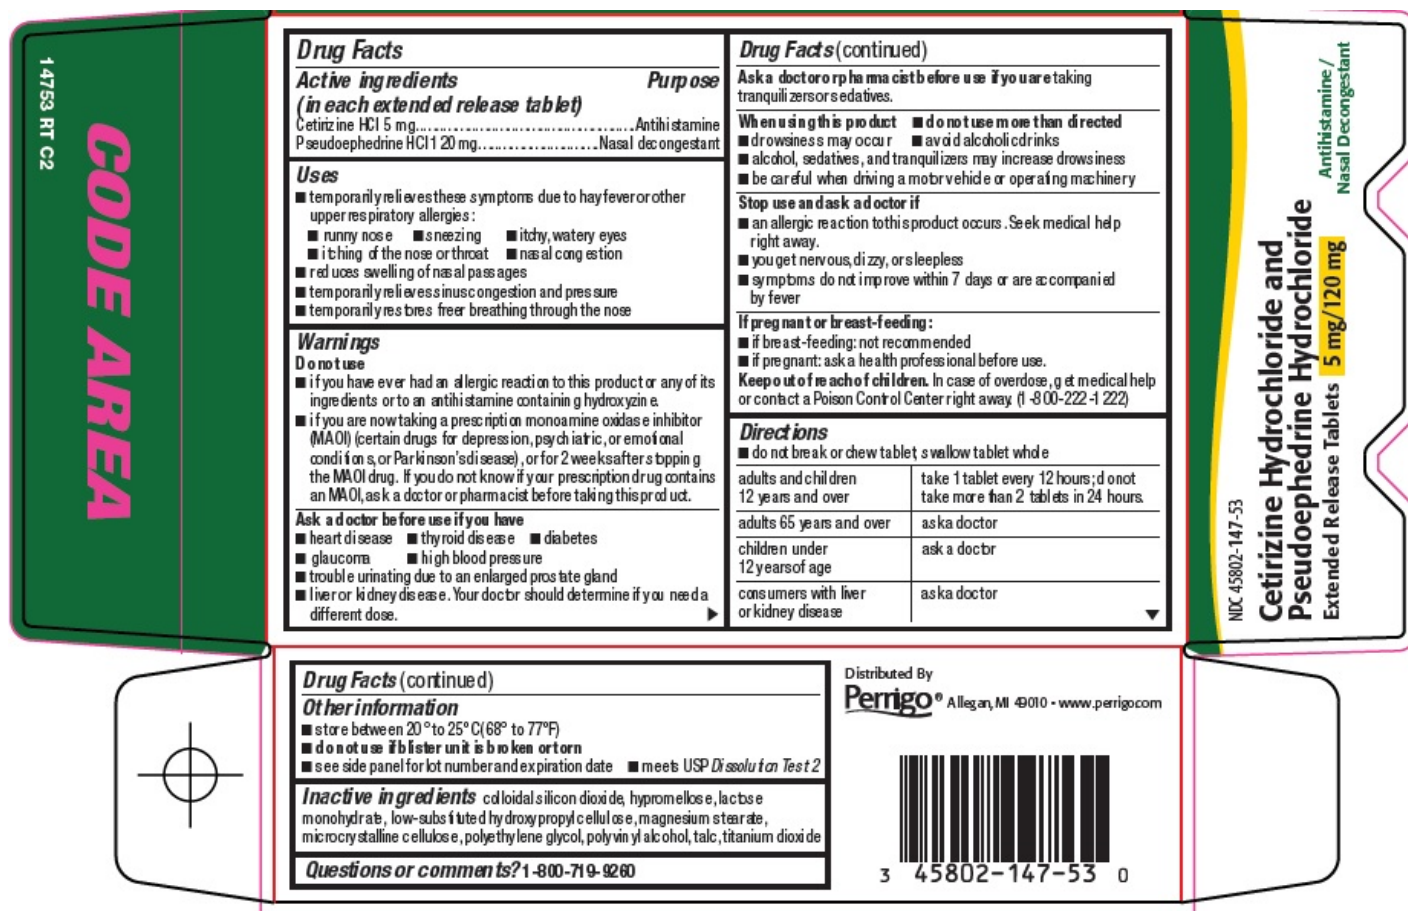 14753 RT C2
CODE AREA
Drug Facts
Active ingredients Purpose
(in each extended release tablet)
Cetirizine HCl 5 mg......................................................Antihistamine
Pseudoephedrine HCl 120 mg..............................Nasal decongestant
Uses
■ temporarily relieves these symptoms due to hay fever or other
upper respiratory allergies:
■ runny nose ■ sneezing ■ itchy, watery eyes
■ itching of the nose or throat ■ nasal congestion
■ reduces swelling of nasal passages
■ temporarily relieves sinus congestion and pressure
■ temporarily restores freer breathing through the nose
Warnings
Do not use
■ if you have ever had an allergic reaction to this product or any of its
ingredients or to an antihistamine containing hydroxyzine.
■ if you are now taking a prescription monoamine oxidase inhibitor
(MAOI) (certain drugs for depression, psychiatric, or emotional
conditions, or Parkinson's disease), or for 2 weeks after stopping
the MAOI drug. If you do not know if your prescription drug contains
an MAOI, ask a doctor or pharmacist before taking this product.
Ask a doctor before use if you have
■ heart disease ■ thyroid disease ■ diabetes
■ glaucoma ■ high blood pressure
■ trouble urinating due to an enlarged prostate gland
■ liver or kidney disease. Your doctor should determine if you need a
different dose.
Drug Facts (continued)
Ask a doctor or pharmacist before use if you are taking
tranquilizers or sedatives.
When using this product ■ do not use more than directed
■ drowsiness may occur ■ avoid alcoholic drinks
■ alcohol, sedatives, and tranquilizers may increase drowsiness
■ be careful when driving a motor vehicle or operating machinery
Stop use and ask a doctor if
■ an allergic reaction to this product occurs. Seek medical help
right away.
■ you get nervous, dizzy, or sleepless
■ symptoms do not improve within 7 days or are accompanied
by fever
If pregnant or breast-feeding:
■ if breast-feeding: not recommended
■ if pregnant: ask a health professional before use.
Keep out of reach of children. In case of overdose, get medical help
or contact a Poison Control Center right away. (1-800-222-1222)
Directions
■ do not break or chew tablet, swallow tablet whole
adults and children take 1 tablet every 12 hours; do not
12 years and over take more than 2 tablets in 24 hours.
adults 65 years and over ask a doctor
children under ask a doctor
12 years of age
consumers with liver ask a doctor
or kidney disease
NDC 45802-147-53
Cetirizine Hydrochloride and
Pseudoephedrine Hydrochloride
Extended Release Tablets 5 mg/120 mg
Antihistamine/
Nasal Decongestant
Drug Facts (continued)
Other information
■ store between 20° to 25°C (68° to 77°F)
■ do not use if blister unit is broken or torn
■ see side panel for lot number and expiration date ■ meets USP Dissolution Test 2
Inactive ingredients colloidal silicon dioxide, hypromellose, lactose
monohydrate, low-substituted hydroxypropyl cellulose, magnesium stearate,
microcrystalline cellulose, polyethylene glycol, polyvinyl alcohol, talc, titanium dioxide
Questions or comments? 1-800-719-9260
Distributed By
Perrigo® Allegan, MI 49010 • www.perrigo.com
3 45802-147-53 0